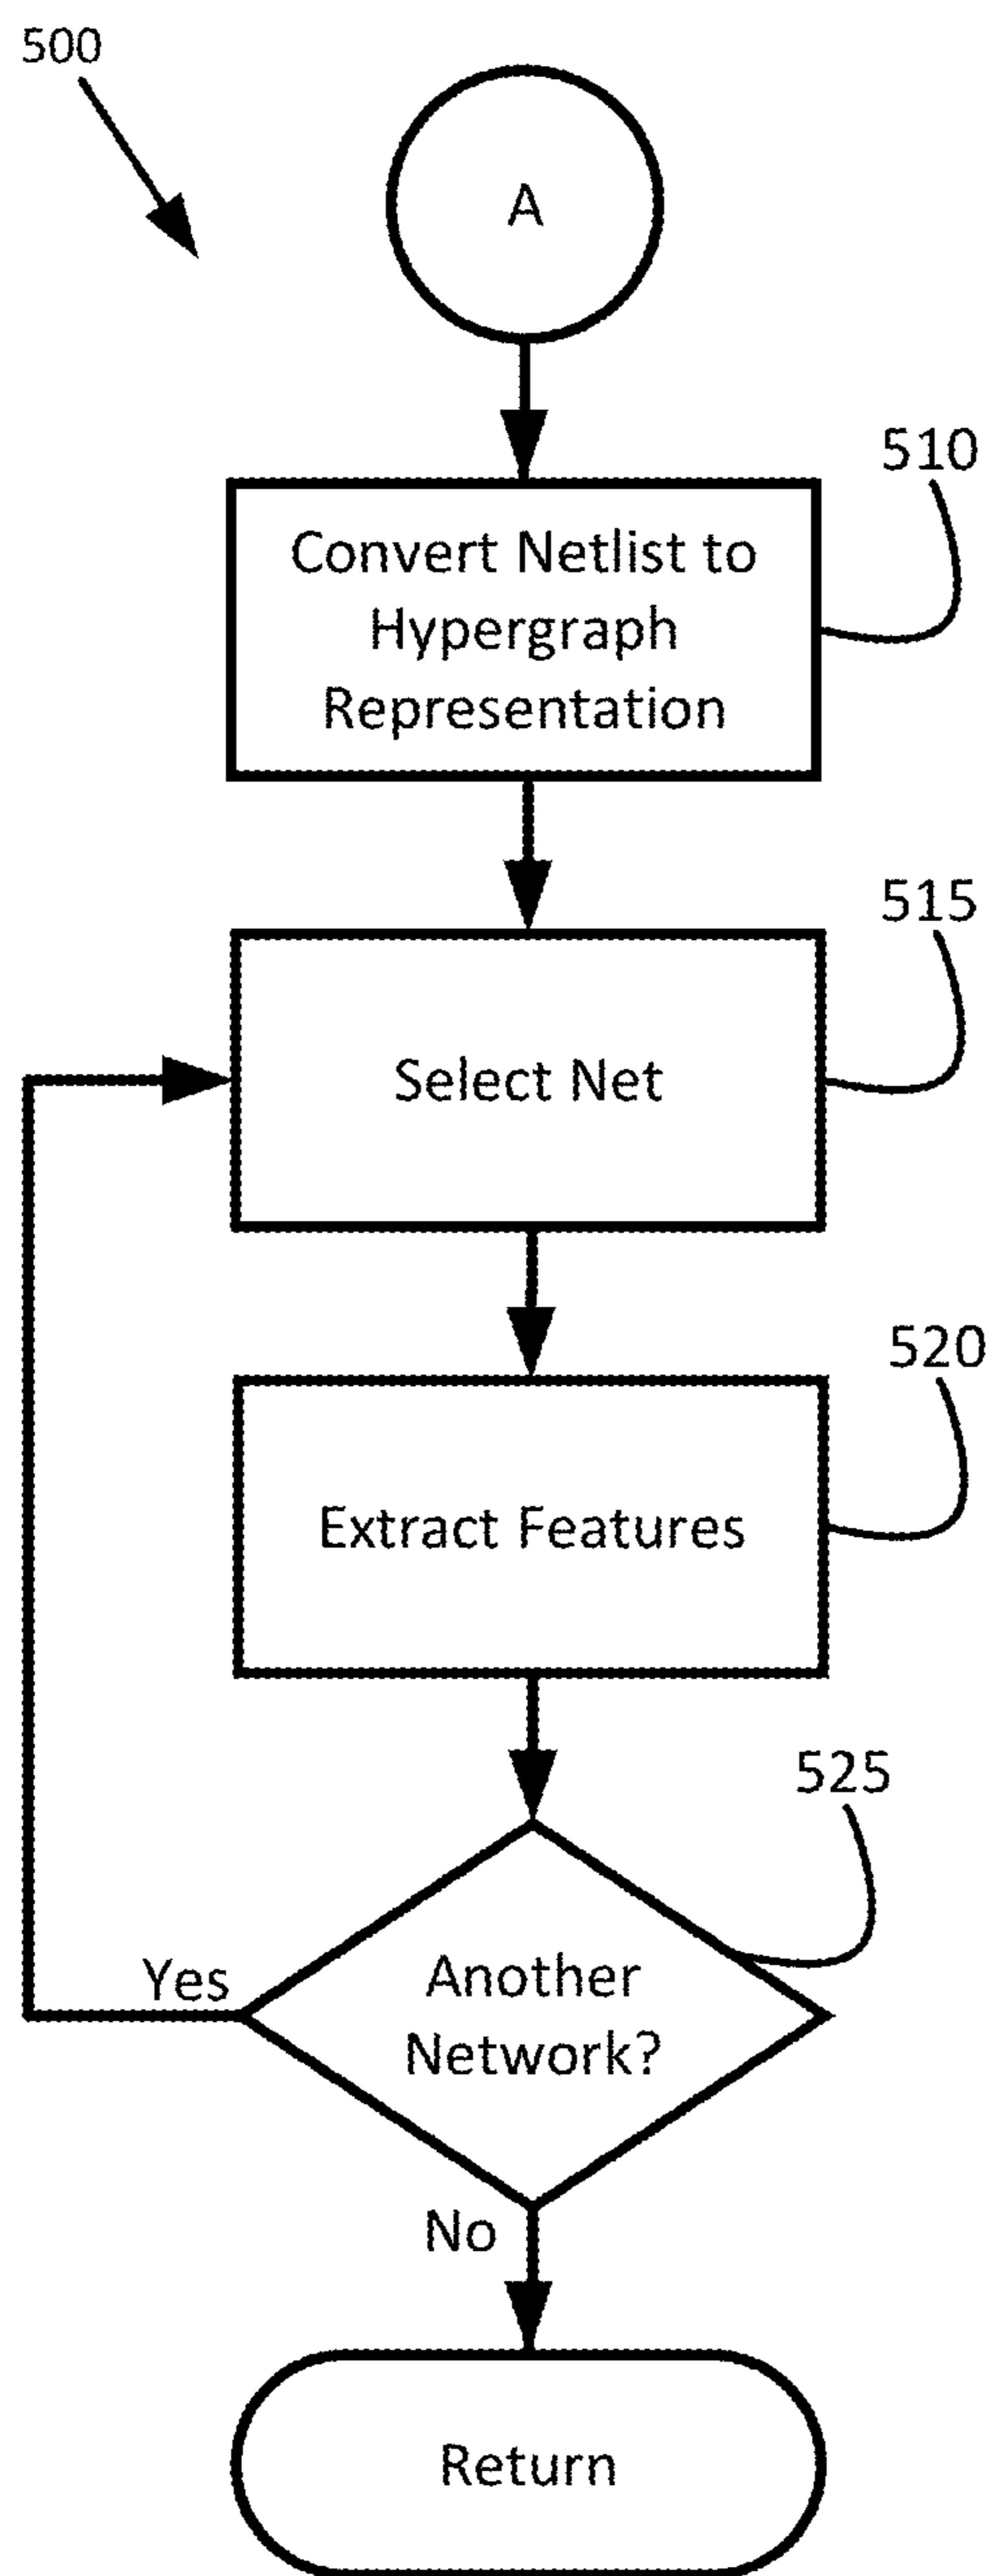 500
A
510
Convert Netlist to
Hypergraph
Representation
515
Select Net
520
Extract Features
525
Yes
Another
Network?
No
Return